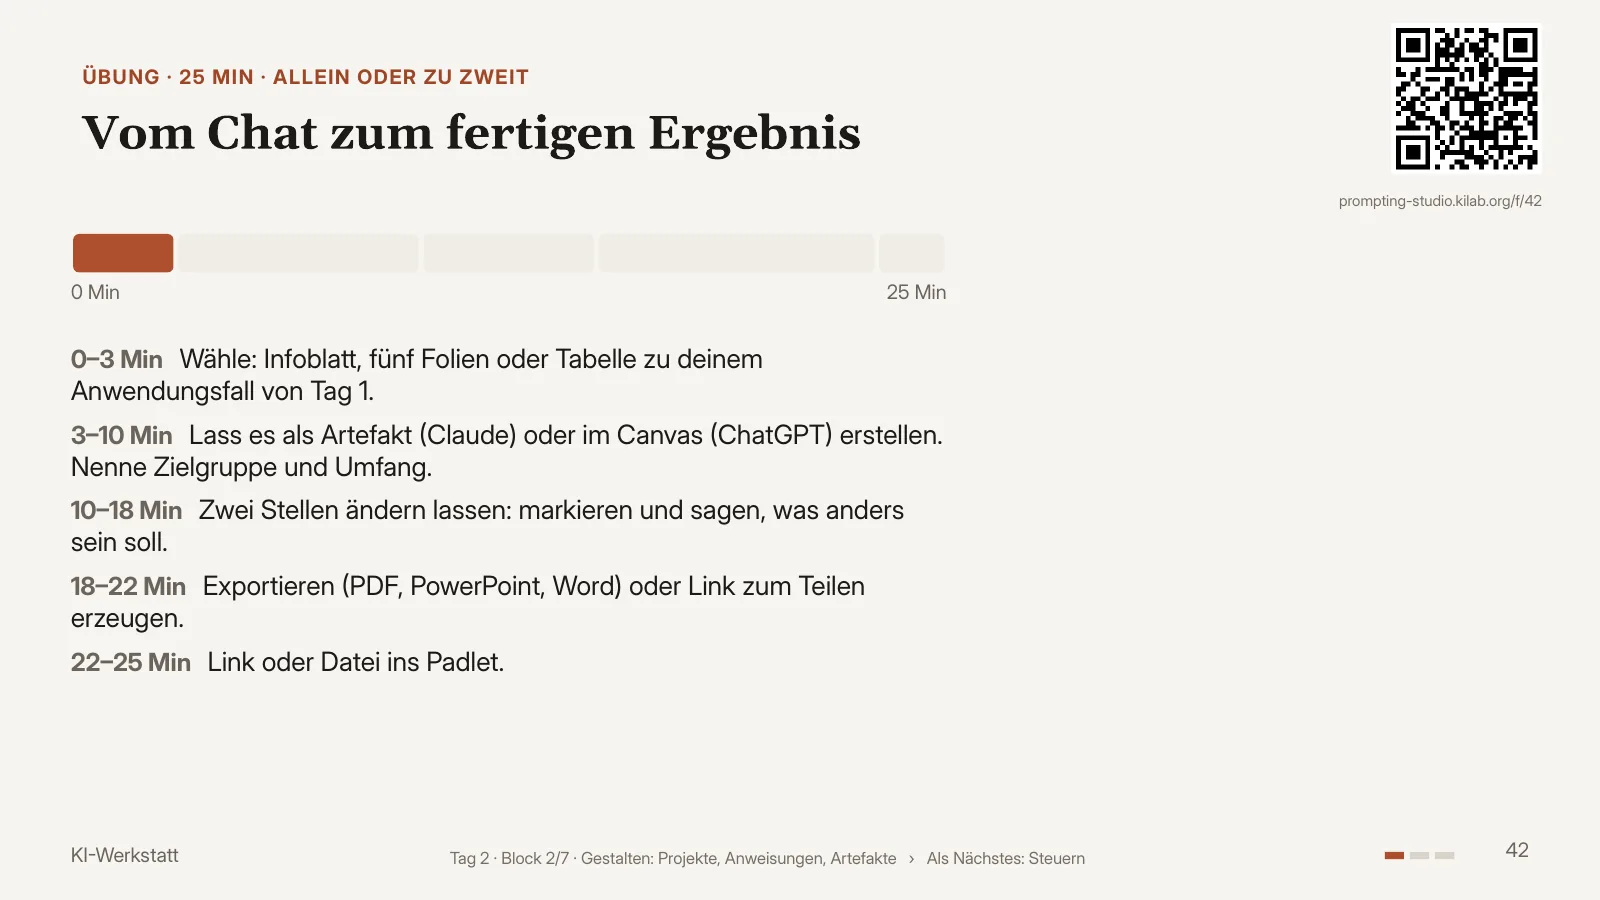 ÜBUNG · 25 MIN · ALLEIN ODER ZU ZWEIT
Vom Chat zum fertigen Ergebnis
prompting-studio.kilab.org/f/42
0 Min
25 Min
0–3 Min Wähle: Infoblatt, fünf Folien oder Tabelle zu deinem
Anwendungsfall von Tag 1.
3–10 Min Lass es als Artefakt (Claude) oder im Canvas (ChatGPT) erstellen.
Nenne Zielgruppe und Umfang.
10–18 Min Zwei Stellen ändern lassen: markieren und sagen, was anders
sein soll.
18–22 Min Exportieren (PDF, PowerPoint, Word) oder Link zum Teilen
erzeugen.
22–25 Min Link oder Datei ins Padlet.
KI-Werkstatt
Tag 2 · Block 2/7 · Gestalten: Projekte, Anweisungen, Artefakte › Als Nächstes: Steuern
42